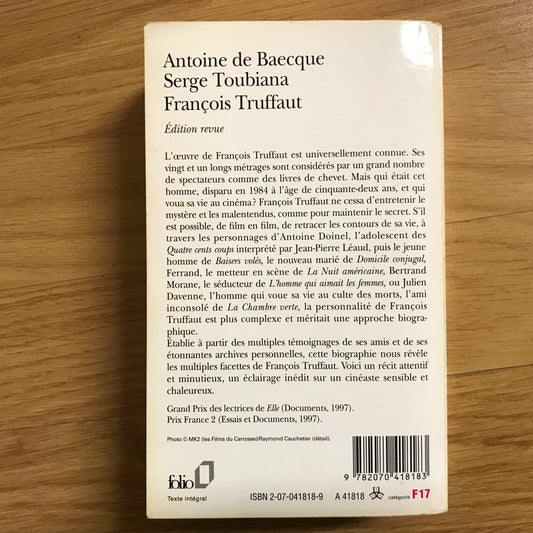 Antoine de Baecque
Serge Toubiana
François Truffaut
Édition revue
L'œuvre de François Truffaut est universellement connue. Ses
vingt et un longs métrages sont considérés par un grand nombre
de spectateurs comme des livres de chevet. Mais qui était cet
homme, disparu en 1984 à l'âge de cinquante-deux ans, et qui
voua sa vie au cinéma ? François Truffaut ne cessa d'entretenir le
mystère et les malentendus, comme pour maintenir le secret. S'il
est possible, de film en film, de retracer les contours de sa vie, à
travers les personnages d'Antoine Doinel, l'adolescent des
Quatre cents coups interprété par Jean-Pierre Léaud, puis le jeune
homme de Baisers volés, le nouveau marié de Domicile conjugal,
Ferrand, le metteur en scène de La Nuit américaine, Bertrand
Morane, le séducteur de L'homme qui aimait les femmes, ou Julien
Davenne, l'homme qui voue sa vie au culte des morts, l'ami
inconsolé de La Chambre verte, la personnalité de François
Truffaut est plus complexe et méritait une approche biogra-
phique.
Établie à partir des multiples témoignages de ses amis et de ses
étonnantes archives personnelles, cette biographie nous révèle
les multiples facettes de François Truffaut. Voici un récit attentif
et minutieux, un éclairage inédit sur un cinéaste sensible et
chaleureux.
Grand Prix des lectrices de Elle (Documents, 1997).
Prix France 2 (Essais et Documents, 1997).
Photo © MK2 (les Films du Carrosse)/Raymond Cauchetier (détail).
9 782070 418183
folio
Texte intégral
ISBN 2-07-041818-9 A 41818 catégorie F17